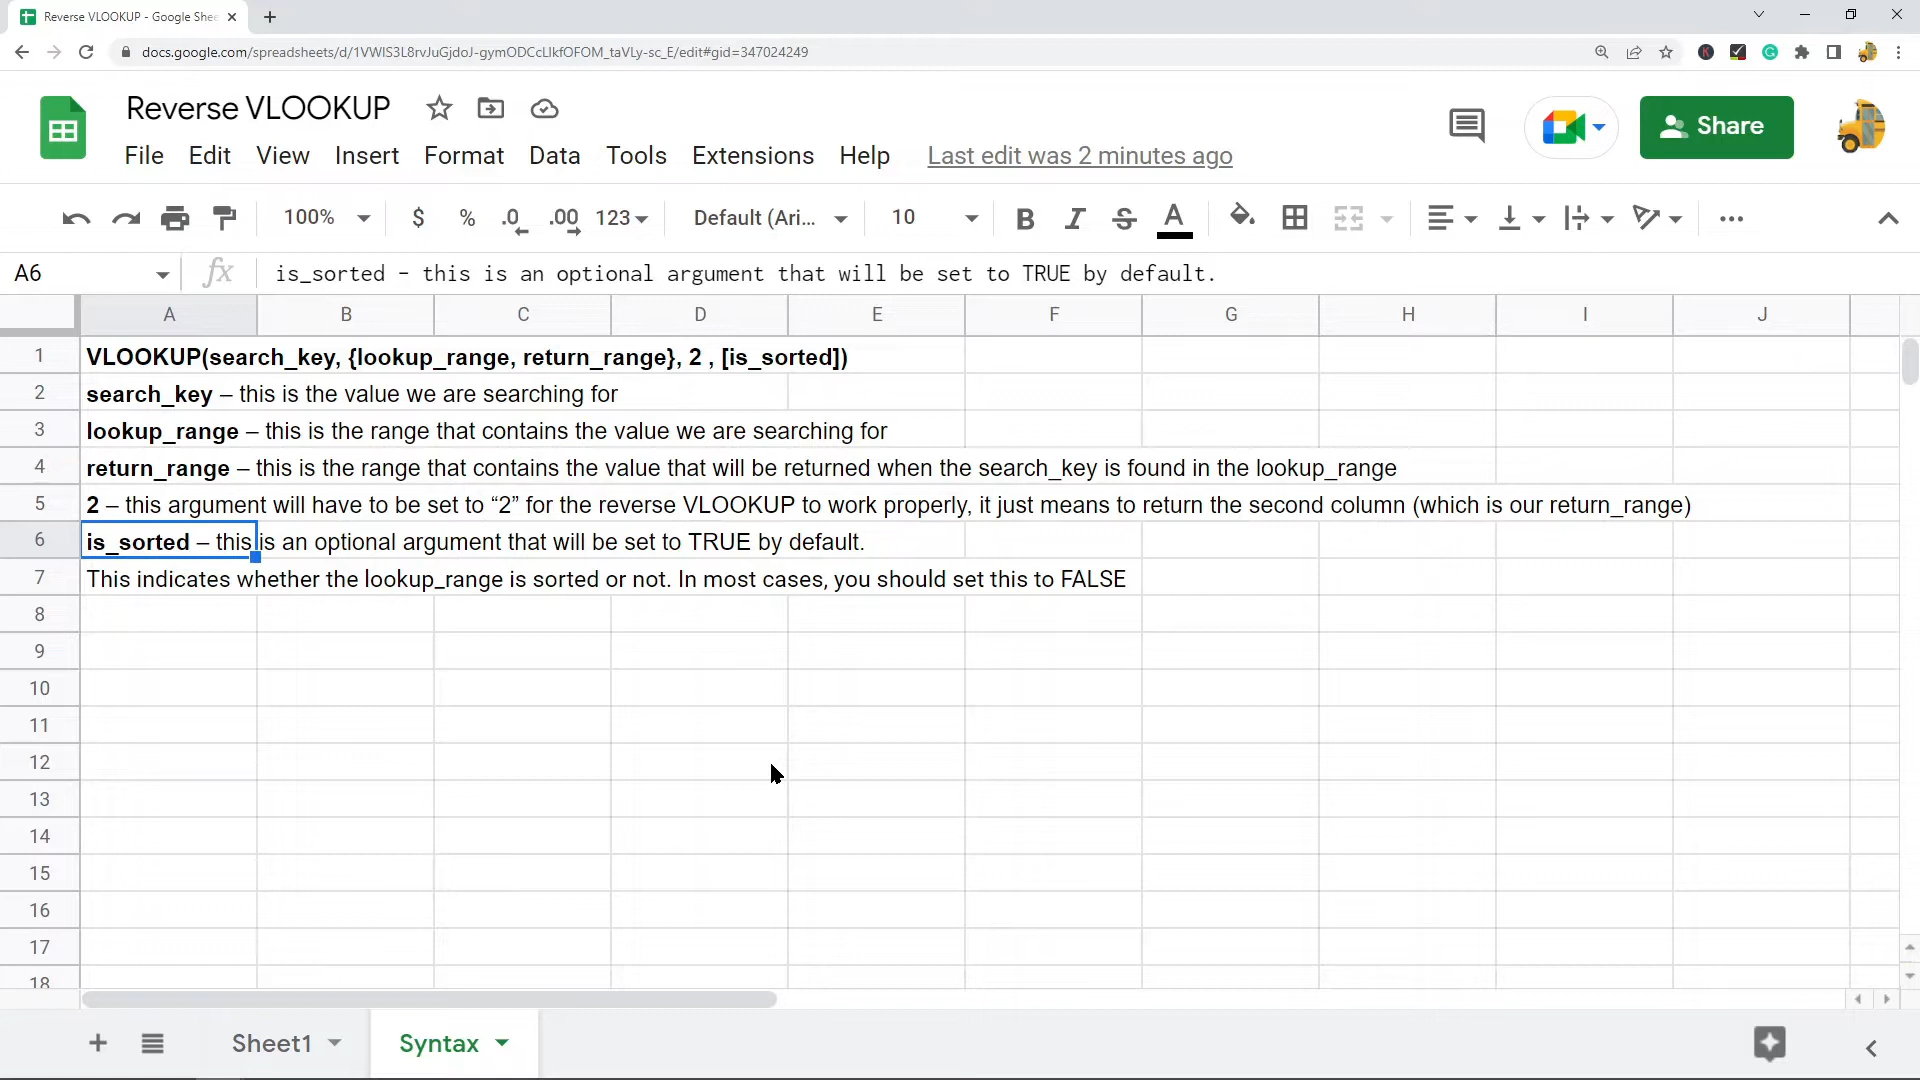 Reverse VLOOKUP - Google Shee
docs.google.com/spreadsheets/d/1VWIS3L8rvJuGjdoJ-gymODCcLIkfOFOM_taVLy-sc_E/edit#gid=347024249
Reverse VLOOKUP
Share
File Edit View Insert Format Data Tools Extensions Help Last edit was 2 minutes ago
100% $ % .0 .00 123 Default (Ari... 10 B I S A
A6 fx is_sorted – this is an optional argument that will be set to TRUE by default.
A B C D E F G H I J
1 VLOOKUP(search_key, {lookup_range, return_range}, 2 , [is_sorted])
2 search_key – this is the value we are searching for
3 lookup_range – this is the range that contains the value we are searching for
4 return_range – this is the range that contains the value that will be returned when the search_key is found in the lookup_range
5 2 – this argument will have to be set to “2” for the reverse VLOOKUP to work properly, it just means to return the second column (which is our return_range)
6 is_sorted – this is an optional argument that will be set to TRUE by default.
7 This indicates whether the lookup_range is sorted or not. In most cases, you should set this to FALSE
8
9
10
11
12
13
14
15
16
17
18
Sheet1 Syntax